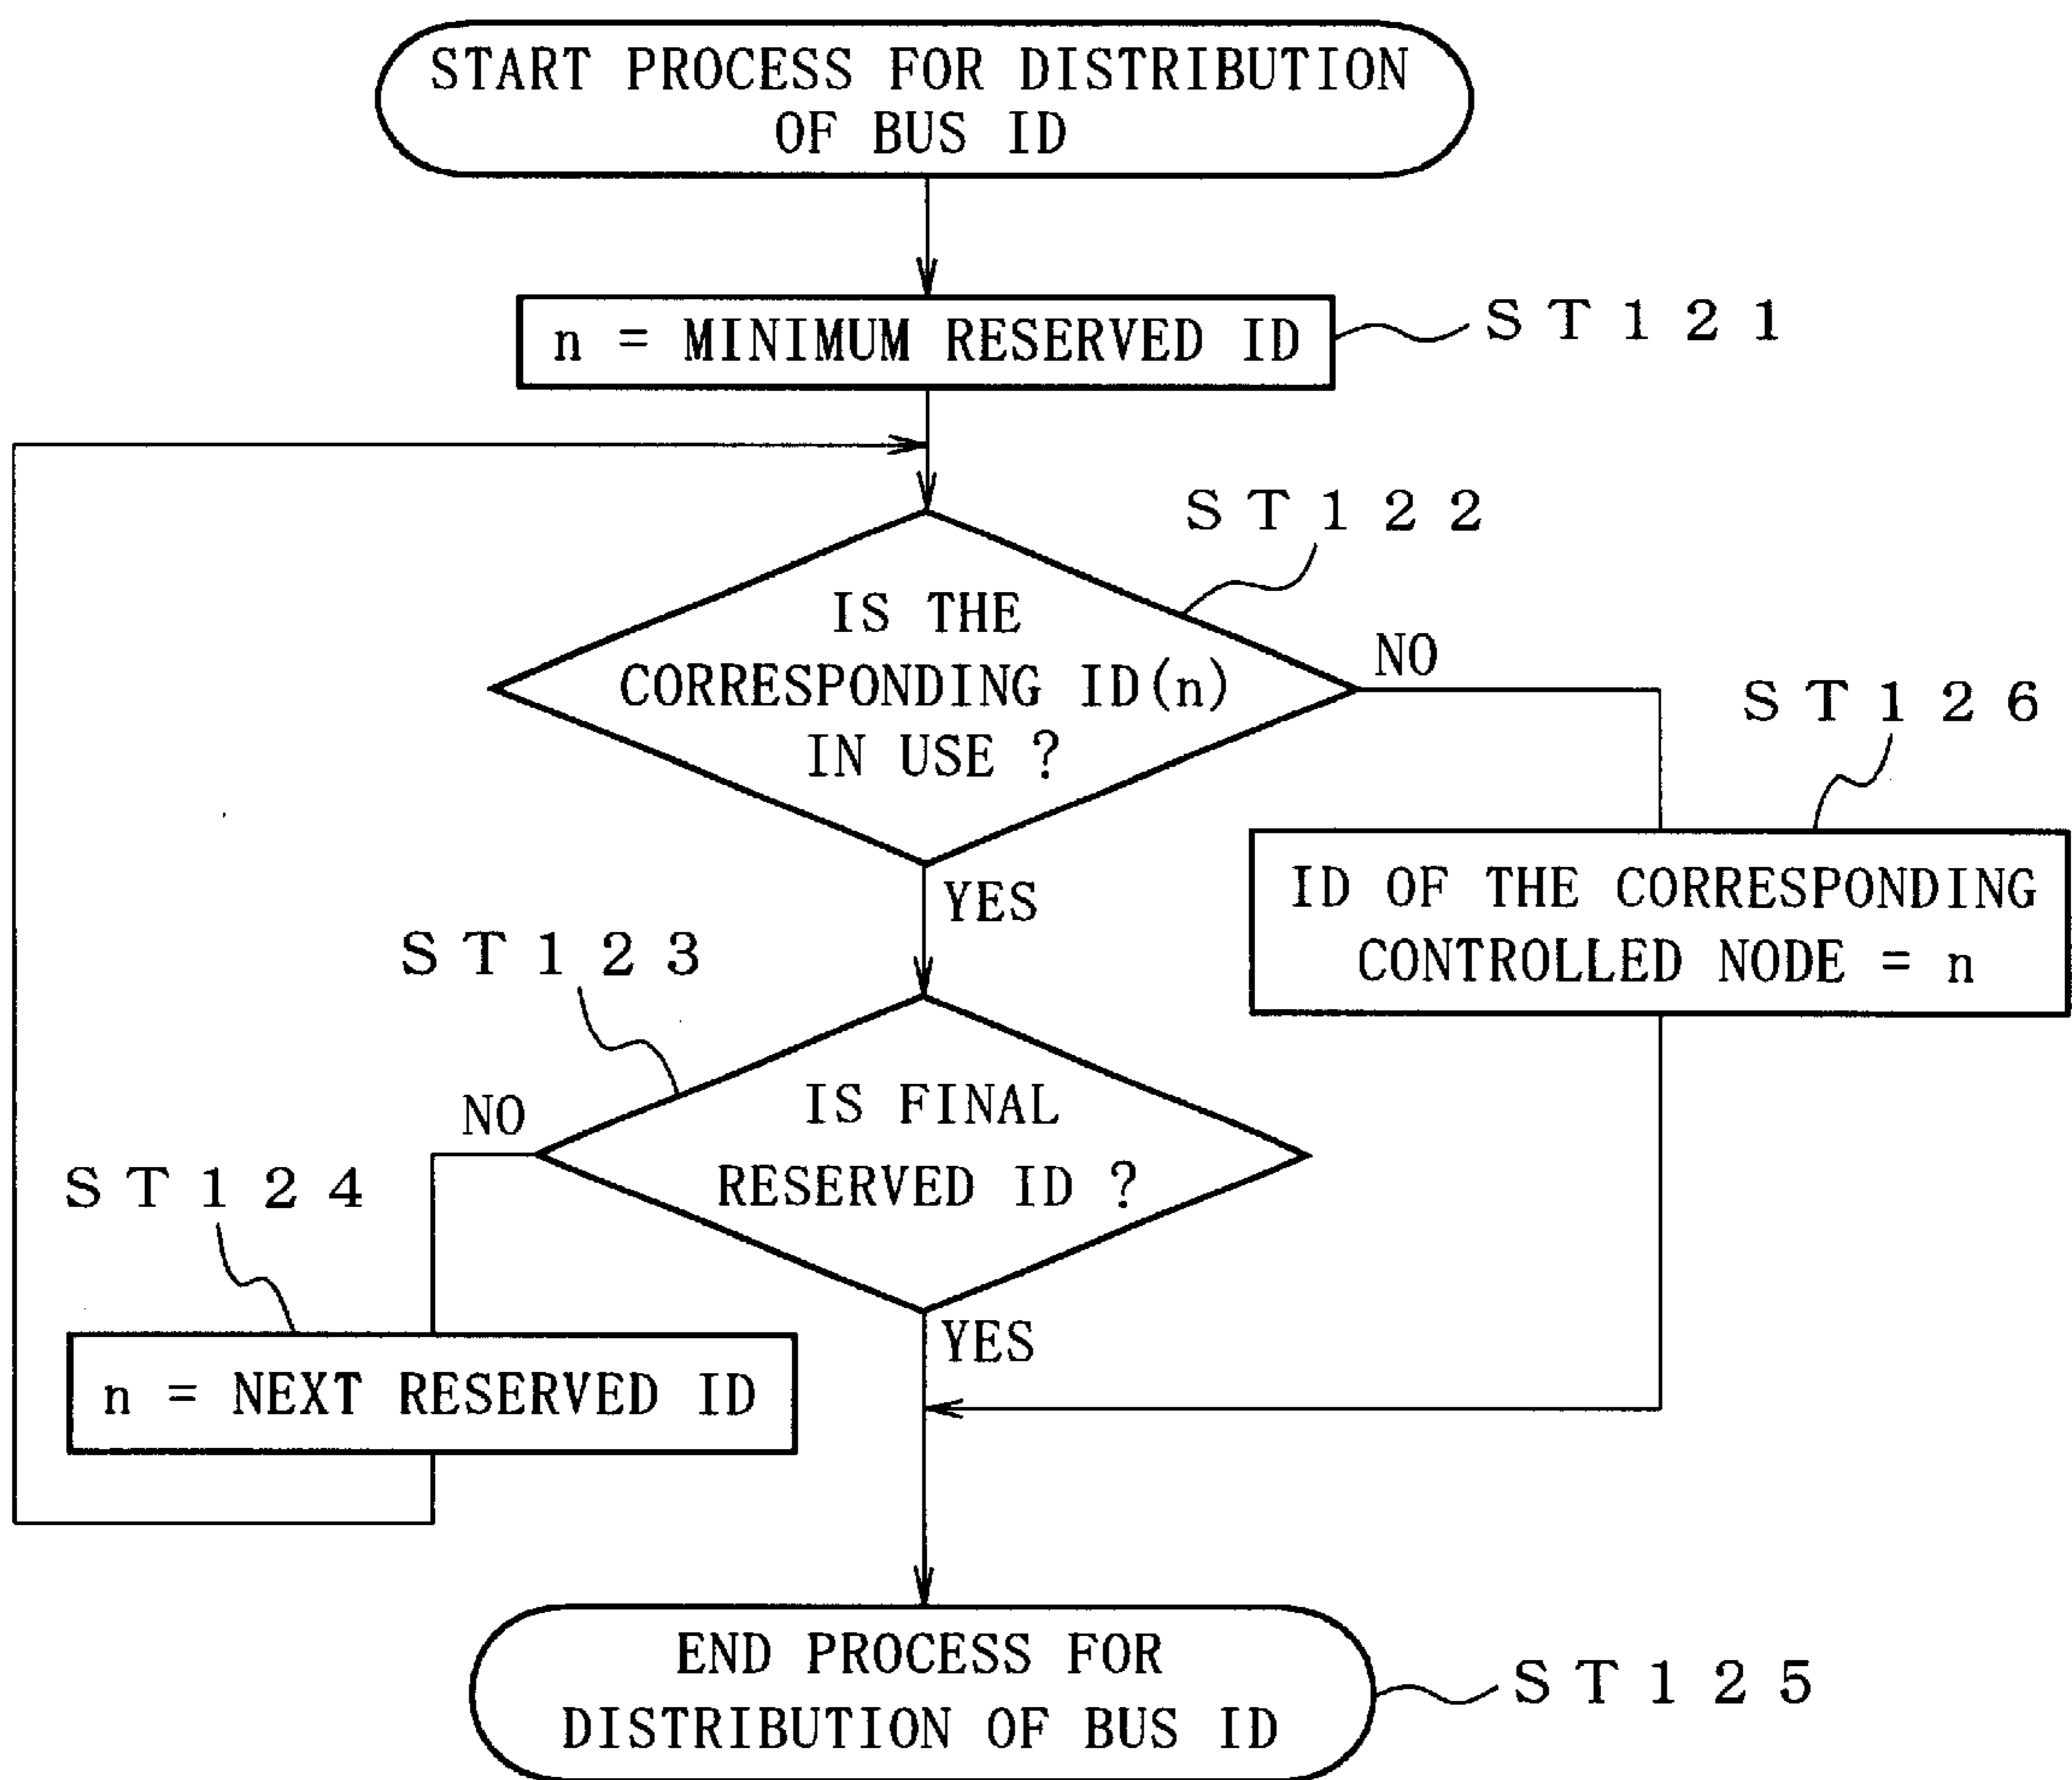 START PROCESS FOR DISTRIBUTION
OF BUS ID
n = MINIMUM RESERVED ID
ST121
ST122
IS THE
CORRESPONDING ID(n)
IN USE ?
NO
ST126
YES
ID OF THE CORRESPONDING
CONTROLLED NODE = n
ST123
IS FINAL
RESERVED ID ?
NO
ST124
YES
n = NEXT RESERVED ID
END PROCESS FOR
DISTRIBUTION OF BUS ID
ST125